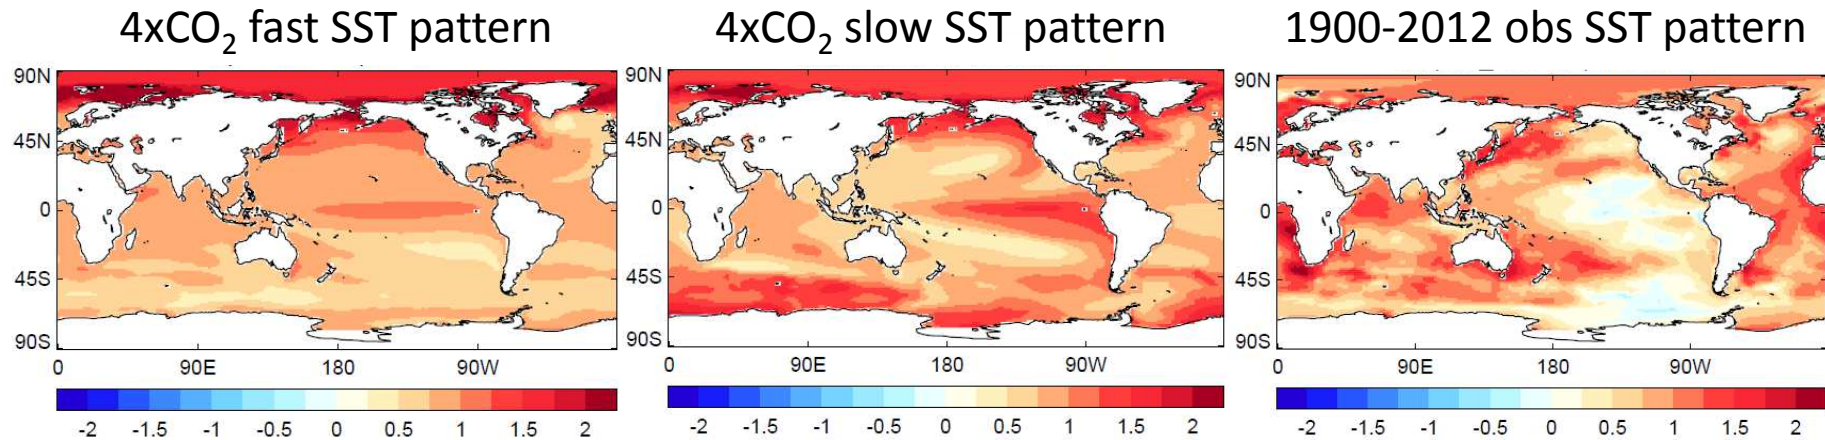 4xCO2 fast SST pattern
90N
45N
0
45S
90S
0 90E 180 90W
-2 -1.5 -1 -0.5 0 0.5 1 1.5 2
4xCO2 slow SST pattern
90N
45N
0
45S
90S
0 90E 180 90W
-2 -1.5 -1 -0.5 0 0.5 1 1.5 2
1900-2012 obs SST pattern
90N
45N
0
45S
90S
0 90E 180 90W
-2 -1.5 -1 -0.5 0 0.5 1 1.5 2